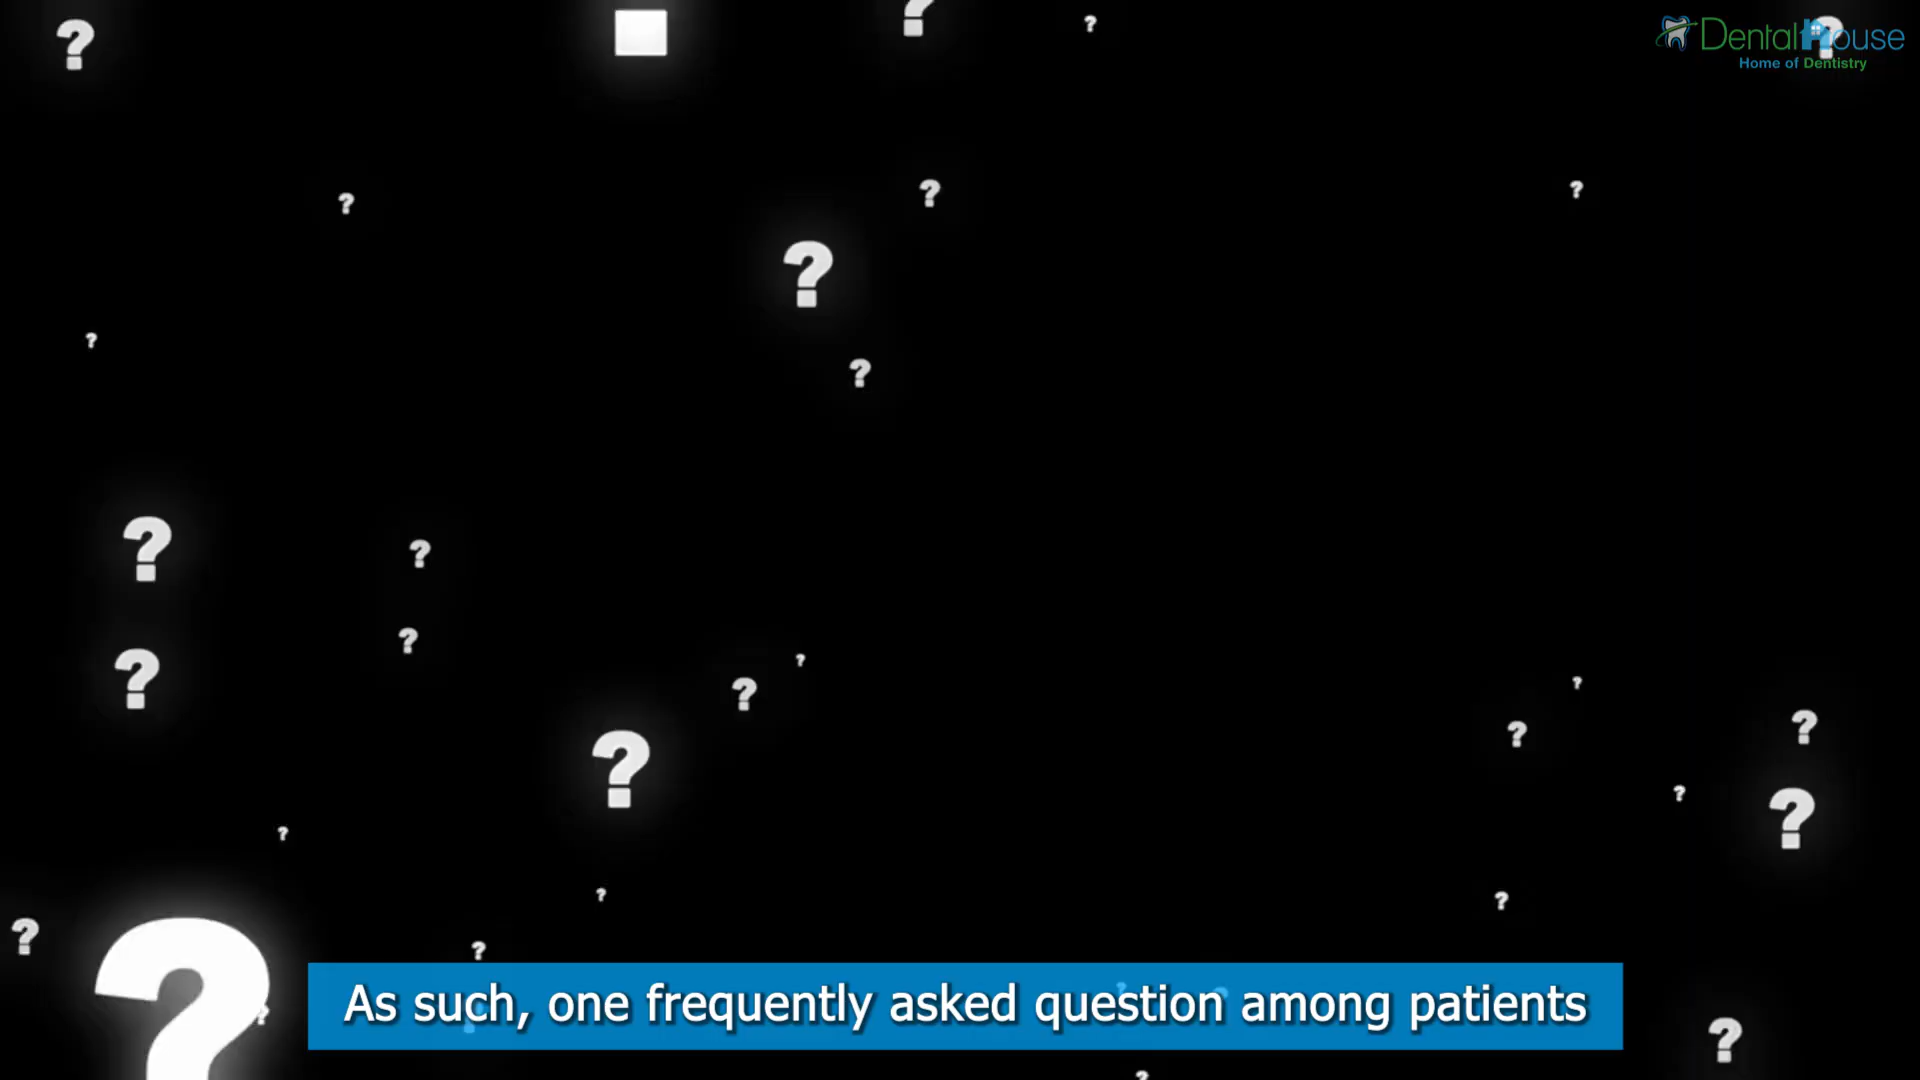 DentalHouse
Home of Dentistry
As such, one frequently asked question among patients